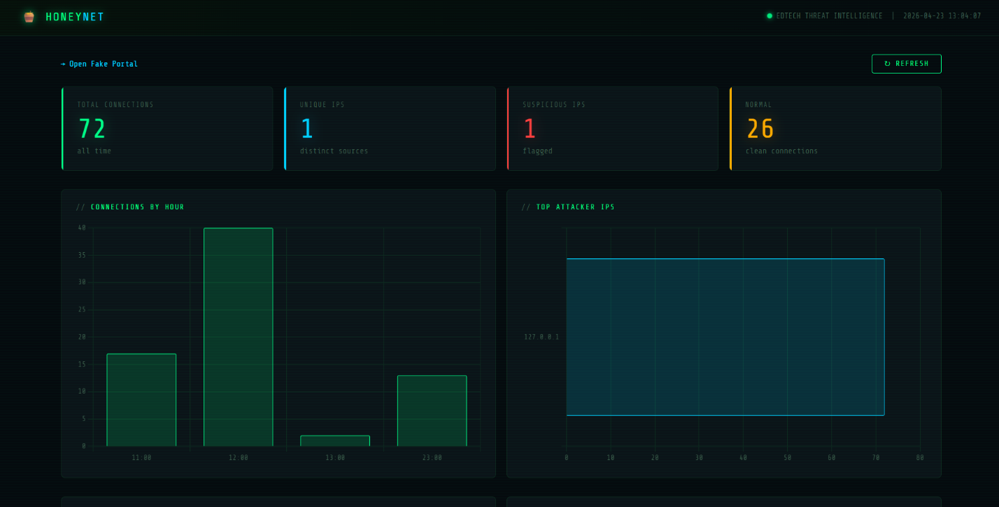 HONEYNET
EDTECH THREAT INTELLIGENCE | 2026-04-23 13:04:07
→ Open Fake Portal
↻ REFRESH
TOTAL CONNECTIONS
72
all time
UNIQUE IPS
1
distinct sources
SUSPICIOUS IPS
1
flagged
NORMAL
26
clean connections
// CONNECTIONS BY HOUR
40
35
30
25
20
15
10
5
0
11:00 12:00 13:00 23:00
// TOP ATTACKER IPS
127.0.0.1
0 10 20 30 40 50 60 70 80